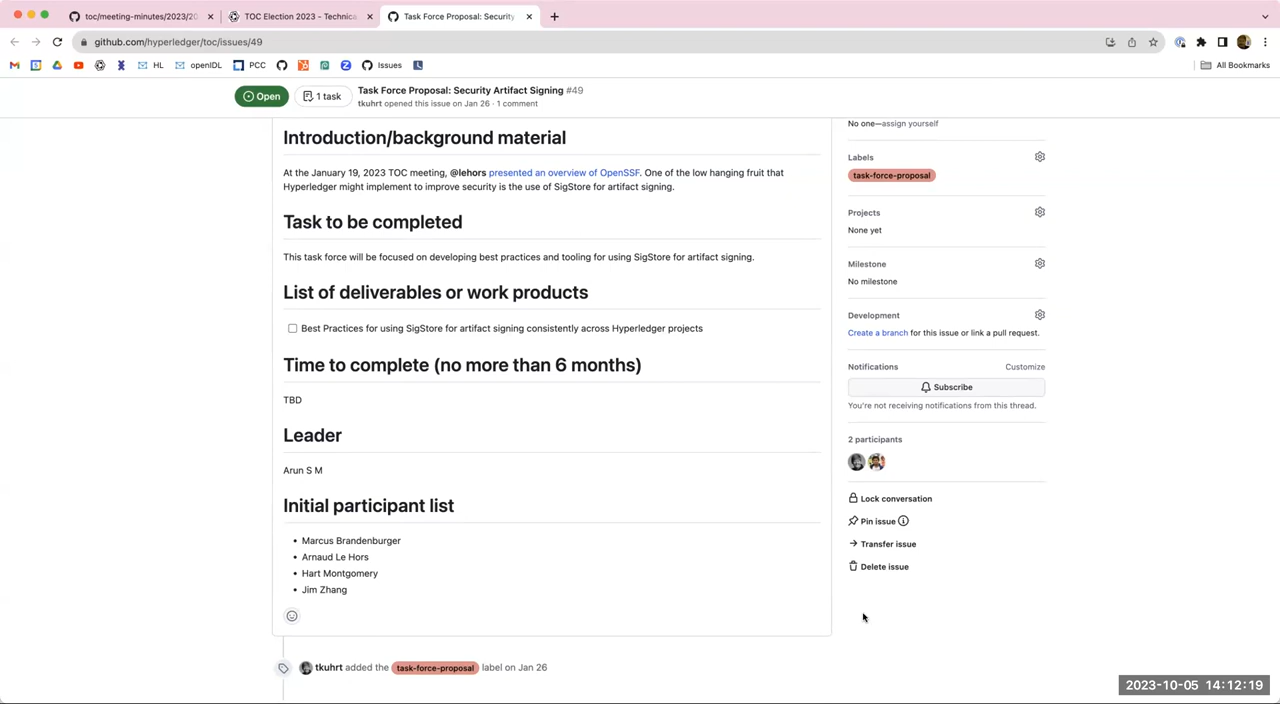 toc/meeting-minutes/2023/20
TOC Election 2023 - Technica
Task Force Proposal: Security
github.com/hyperledger/toc/issues/49
HL
openIDL
PCC
Issues
All Bookmarks
Open
1 task
Task Force Proposal: Security Artifact Signing #49
tkuhrt opened this issue on Jan 26 · 1 comment
Introduction/background material
At the January 19, 2023 TOC meeting, @lehors presented an overview of OpenSSF. One of the low hanging fruit that
Hyperledger might implement to improve security is the use of SigStore for artifact signing.
Task to be completed
This task force will be focused on developing best practices and tooling for using SigStore for artifact signing.
List of deliverables or work products
Best Practices for using SigStore for artifact signing consistently across Hyperledger projects
Time to complete (no more than 6 months)
TBD
Leader
Arun S M
Initial participant list
• Marcus Brandenburger
• Arnaud Le Hors
• Hart Montgomery
• Jim Zhang
tkuhrt added the task-force-proposal label on Jan 26
No one—assign yourself
Labels
task-force-proposal
Projects
None yet
Milestone
No milestone
Development
Create a branch for this issue or link a pull request.
Notifications
Customize
Subscribe
You're not receiving notifications from this thread.
2 participants
Lock conversation
Pin issue
Transfer issue
Delete issue
2023-10-05 14:12:19